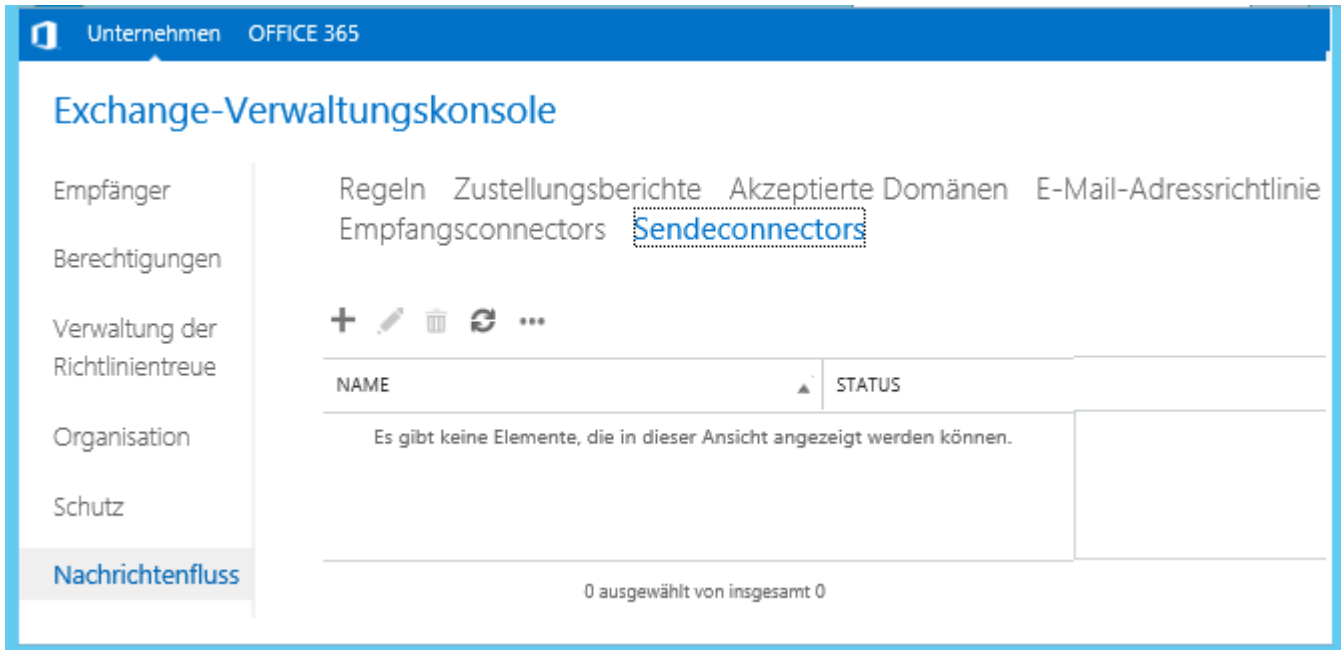 Unternehmen OFFICE 365
Exchange-Verwaltungskonsole
Empfänger
Berechtigungen
Verwaltung der
Richtlinientreue
Organisation
Schutz
Nachrichtenfluss
Regeln Zustellungsberichte Akzeptierte Domänen E-Mail-Adressrichtlinie
Empfangsconnectors Sendeconnectors
NAME STATUS
Es gibt keine Elemente, die in dieser Ansicht angezeigt werden können.
0 ausgewählt von insgesamt 0